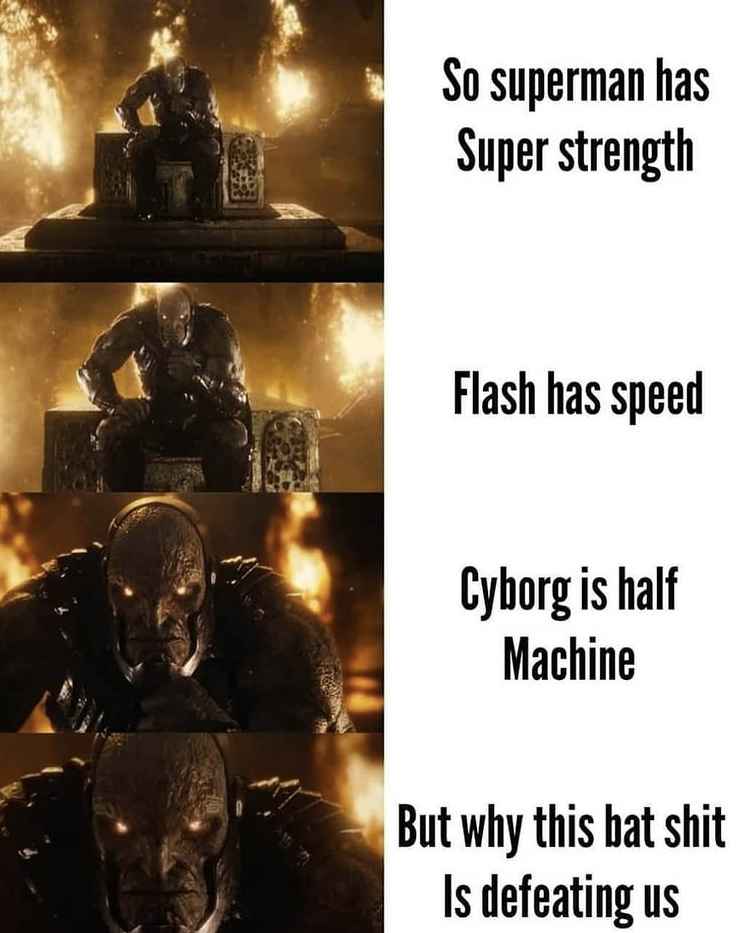 So superman has
Super strength
Flash has speed
Cyborg is half
Machine
But why this bat shit
Is defeating us